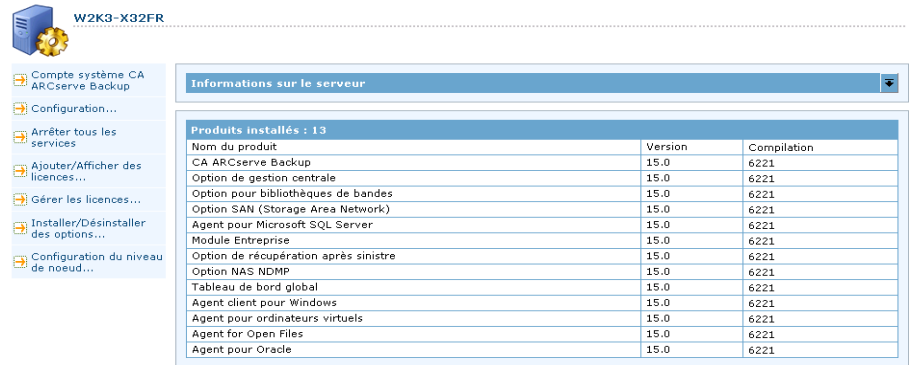 W2K3-X32FR
Compte système CA
ARCserve Backup
Configuration...
Arrêter tous les
services
Ajouter/Afficher des
licences...
Gérer les licences...
Installer/Désinstaller
des options...
Configuration du niveau
de noeud...
Informations sur le serveur
Produits installés : 13
Nom du produit Version Compilation
CA ARCserve Backup 15.0 6221
Option de gestion centrale 15.0 6221
Option pour bibliothèques de bandes 15.0 6221
Option SAN (Storage Area Network) 15.0 6221
Agent pour Microsoft SQL Server 15.0 6221
Module Entreprise 15.0 6221
Option de récupération après sinistre 15.0 6221
Option NAS NDMP 15.0 6221
Tableau de bord global 15.0 6221
Agent client pour Windows 15.0 6221
Agent pour ordinateurs virtuels 15.0 6221
Agent for Open Files 15.0 6221
Agent pour Oracle 15.0 6221